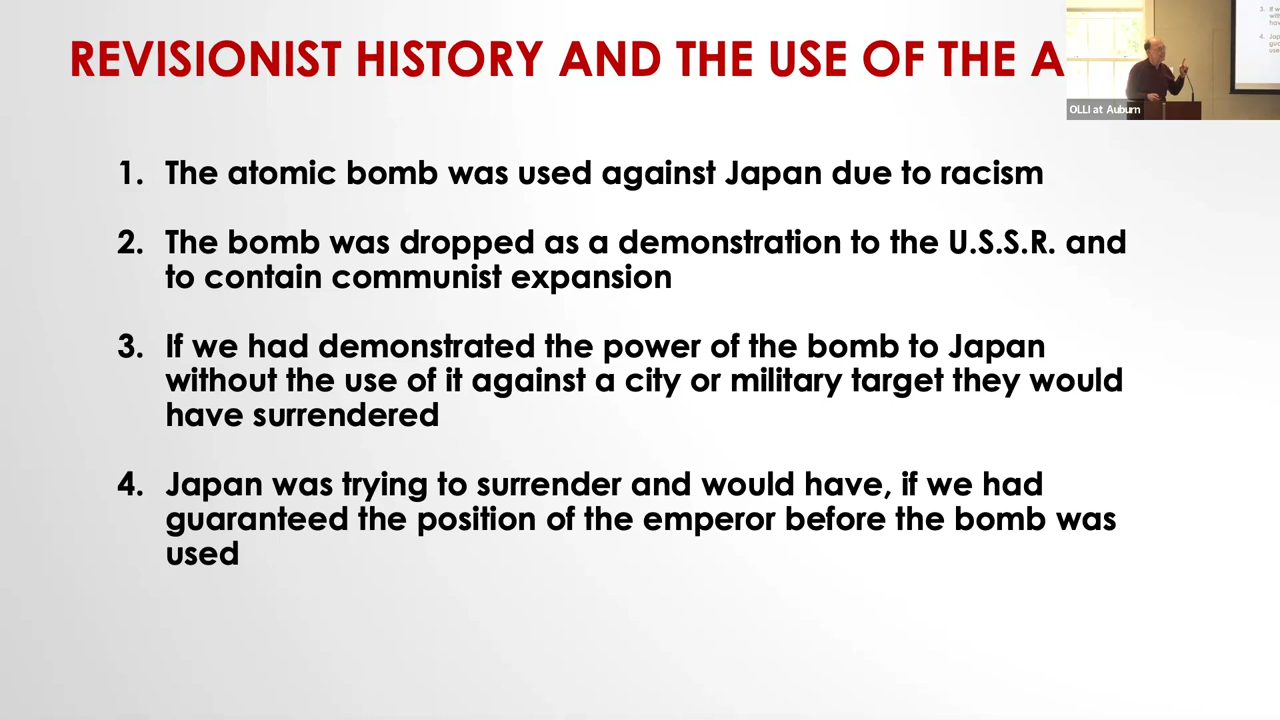 REVISIONIST HISTORY AND THE USE OF THE A
OLLI at Auburn
1. The atomic bomb was used against Japan due to racism
2. The bomb was dropped as a demonstration to the U.S.S.R. and
to contain communist expansion
3. If we had demonstrated the power of the bomb to Japan
without the use of it against a city or military target they would
have surrendered
4. Japan was trying to surrender and would have, if we had
guaranteed the position of the emperor before the bomb was
used